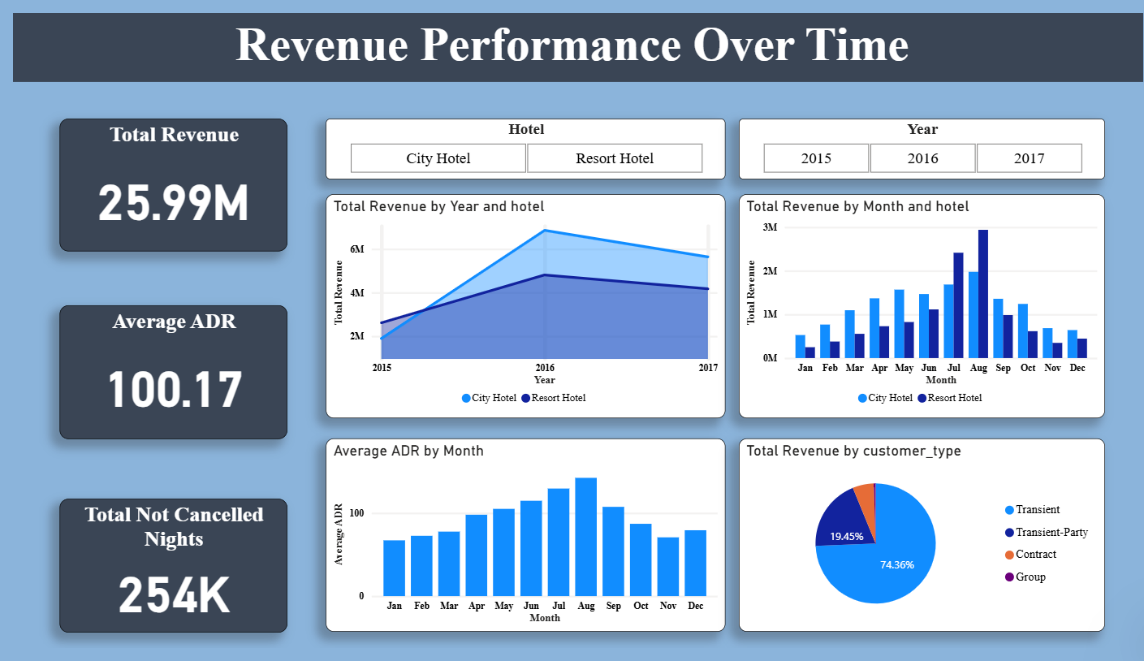 Revenue Performance Over Time
Total Revenue
25.99M
Average ADR
100.17
Total Not Cancelled
Nights
254K
Hotel
City Hotel
Resort Hotel
Year
2015
2016
2017
Total Revenue by Year and hotel
Total Revenue
6M
4M
2M
2015
2016
2017
Year
City Hotel
Resort Hotel
Total Revenue by Month and hotel
Total Revenue
3M
2M
1M
0M
Jan Feb Mar Apr May Jun Jul Aug Sep Oct Nov Dec
Month
City Hotel
Resort Hotel
Average ADR by Month
Average ADR
100
0
Jan Feb Mar Apr May Jun Jul Aug Sep Oct Nov Dec
Month
Total Revenue by customer_type
19.45%
74.36%
Transient
Transient-Party
Contract
Group